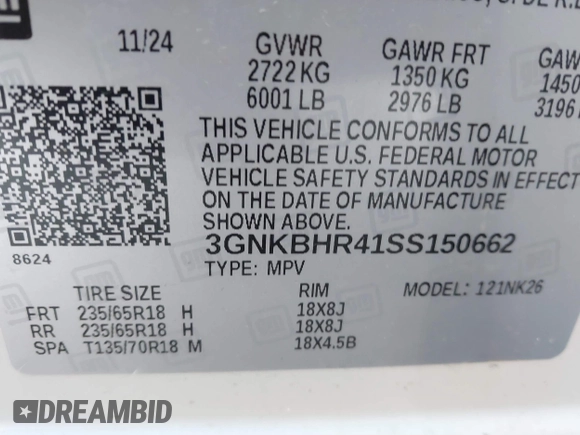 11/24
GVWR GAWR FRT
2722 KG 1350 KG 1450
6001 LB 2976 LB 3196
THIS VEHICLE CONFORMS TO ALL
APPLICABLE U.S. FEDERAL MOTOR
VEHICLE SAFETY STANDARDS IN EFFECT
ON THE DATE OF MANUFACTURE
SHOWN ABOVE.
3GNKBHR41SS150662
8624
TYPE: MPV
TIRE SIZE RIM MODEL: 121NK26
FRT 235/65R18 H 18X8J
RR 235/65R18 H 18X8J
SPA T135/70R18 M 18X4.5B
DREAMBID